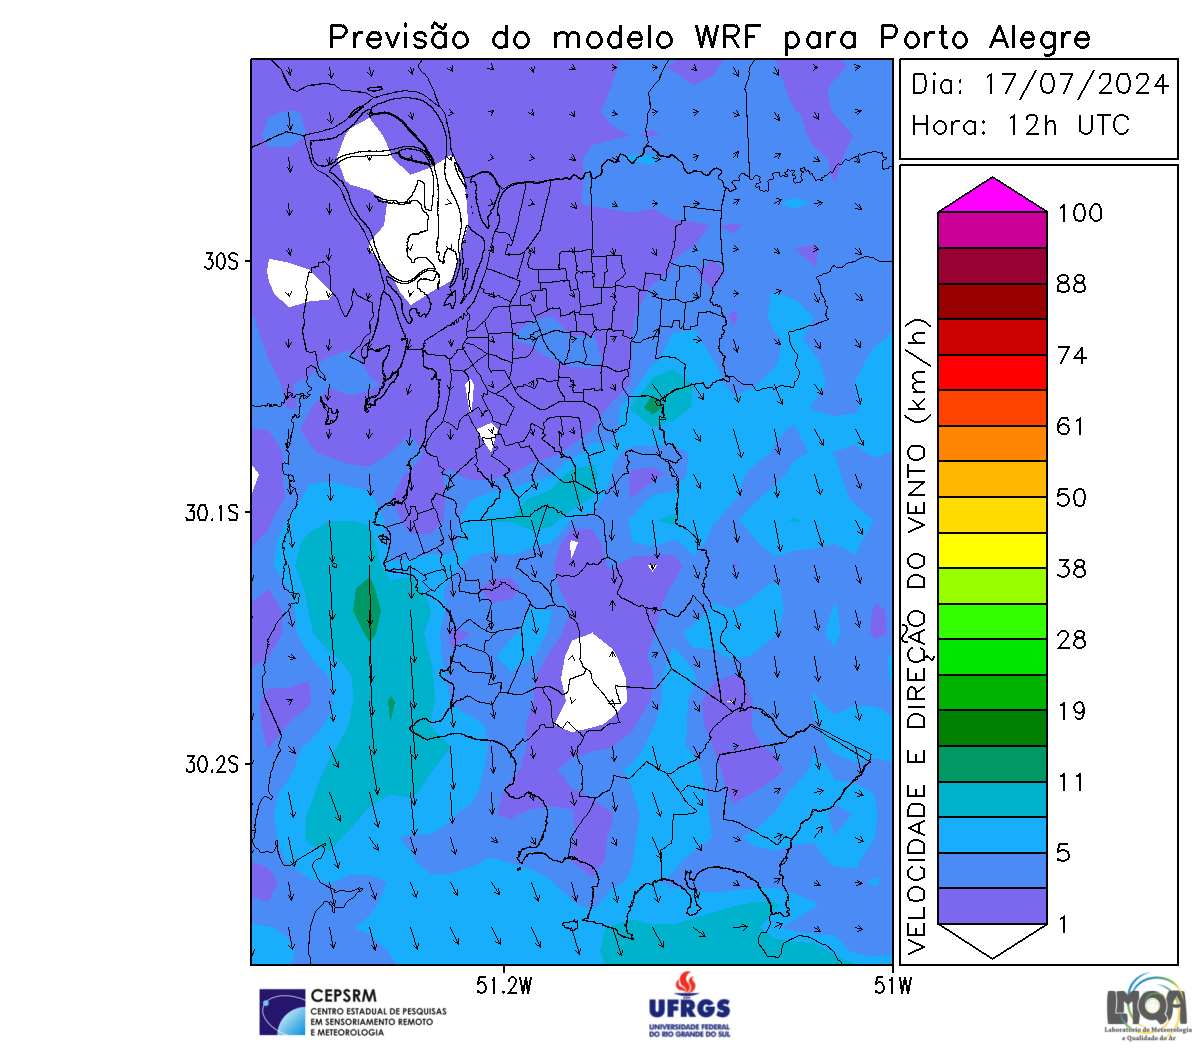 Previsão do modelo WRF para Porto Alegre
Dia: 17/07/2024
Hora: 12h UTC
VELOCIDADE E DIREÇÃO DO VENTO (km/h)
100
88
74
61
50
38
28
19
11
5
1
30S
30.1S
30.2S
51.2W
51W
CEPSRM
CENTRO ESTADUAL DE PESQUISAS
EM SENSORIAMENTO REMOTO
E METEOROLOGIA
UFRGS
UNIVERSIDADE FEDERAL
DO RIO GRANDE DO SUL
LMQA
Laboratório de Meteorologia
e Qualidade do Ar